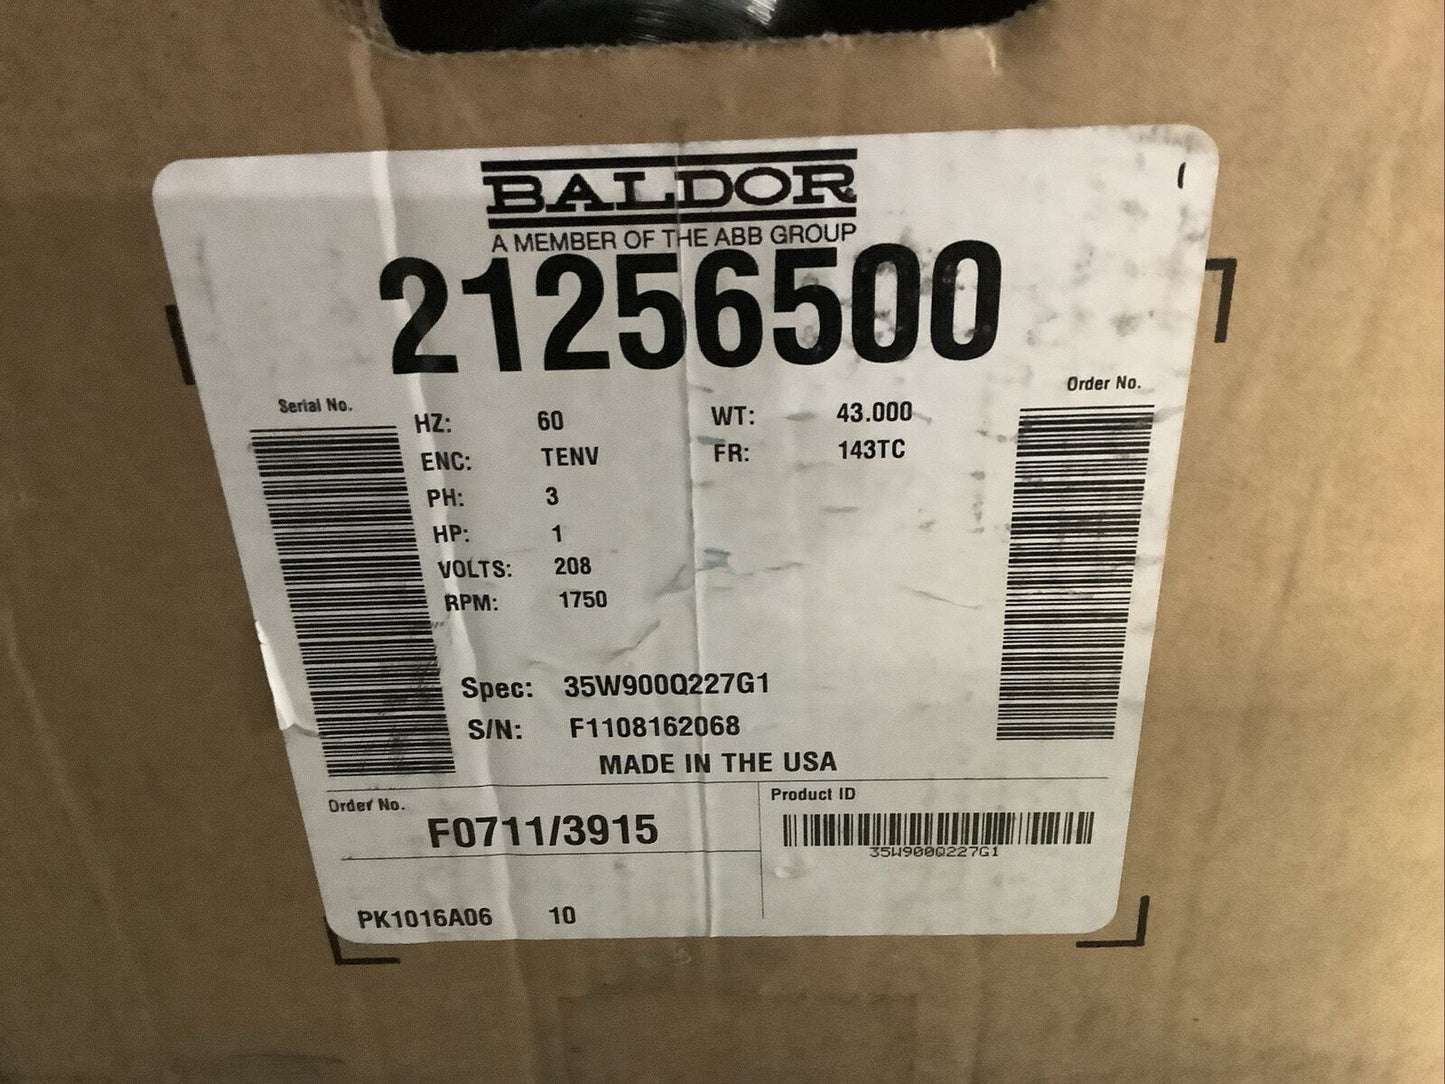 BALDOR
A MEMBER OF THE ABB GROUP
21256500
Serial No.
Order No.
HZ: 60 WT: 43.000
ENC: TENV FR: 143TC
PH: 3
HP: 1
VOLTS: 208
RPM: 1750
Spec: 35W900Q227G1
S/N: F1108162068
MADE IN THE USA
Order No.
F0711/3915
Product ID
35W900Q227G1
PK1016A06 10